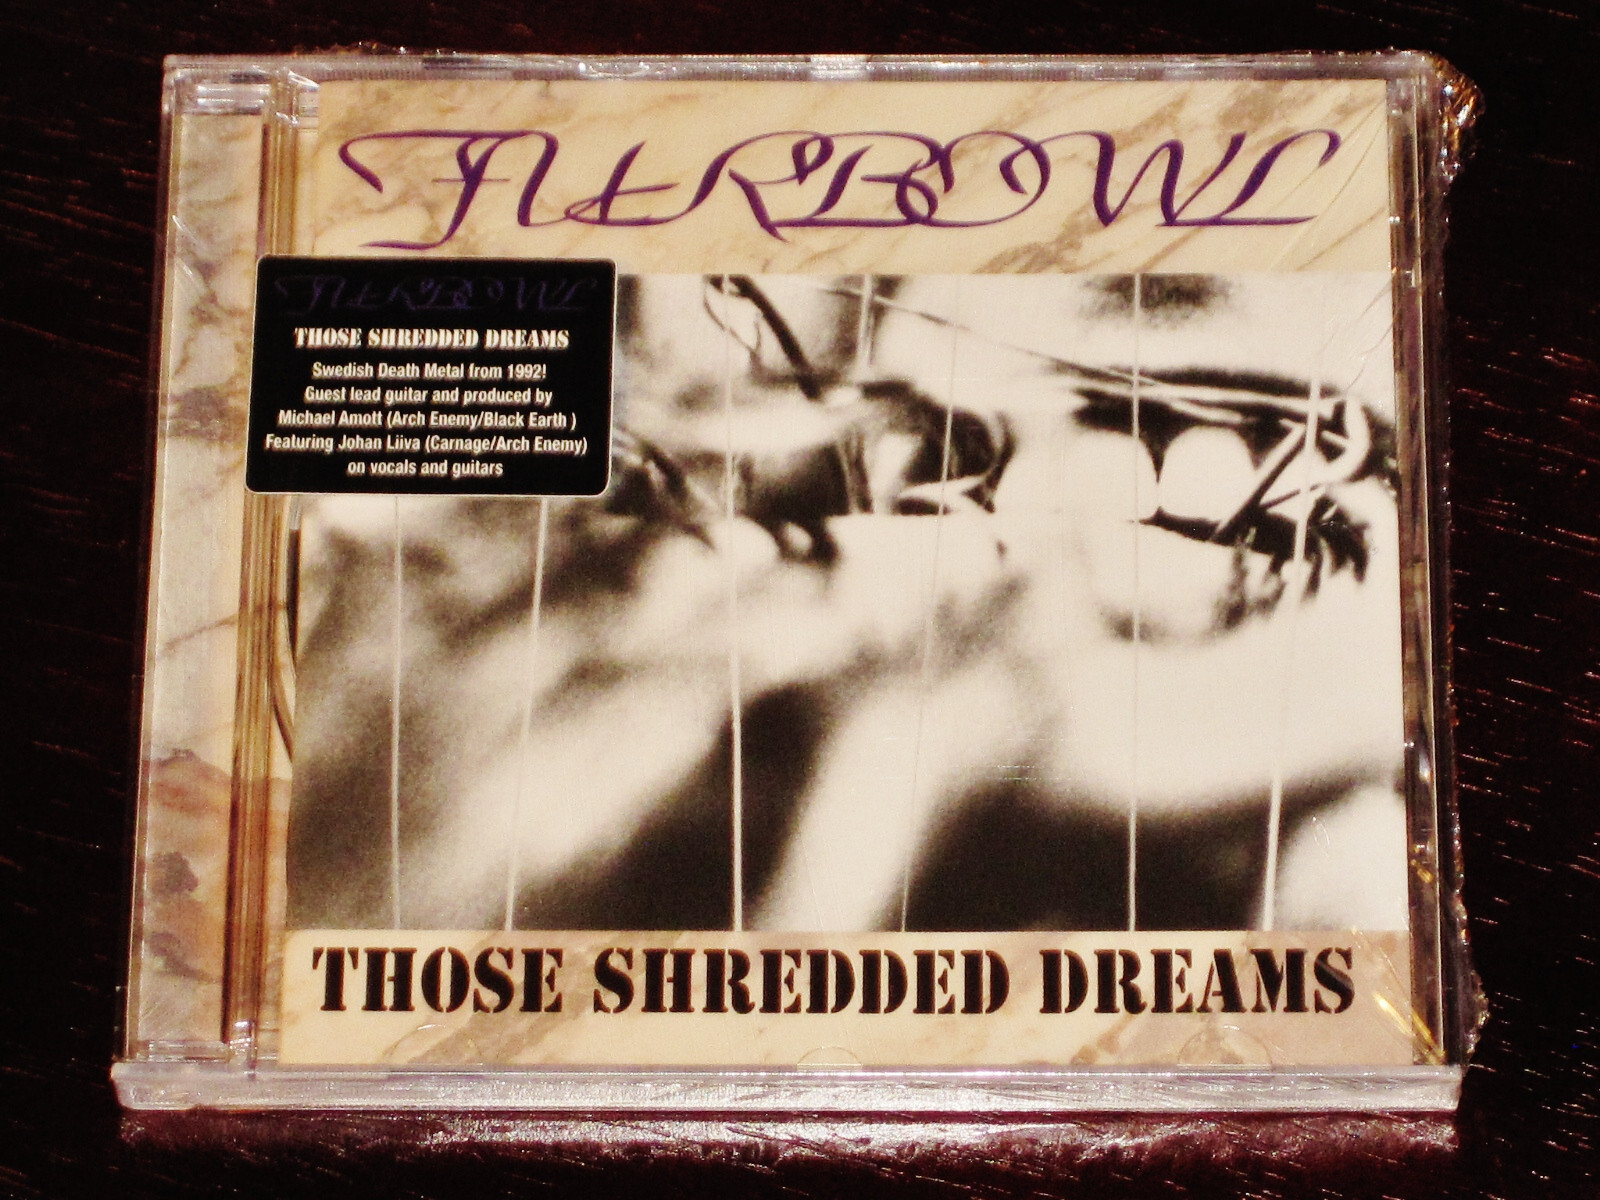 FURBOWL
FURBOWL
THOSE SHREDDED DREAMS
Swedish Death Metal from 1992!
Guest lead guitar and produced by
Michael Amott (Arch Enemy/Black Earth )
Featuring Johan Liiva (Carnage/Arch Enemy)
on vocals and guitars
THOSE SHREDDED DREAMS